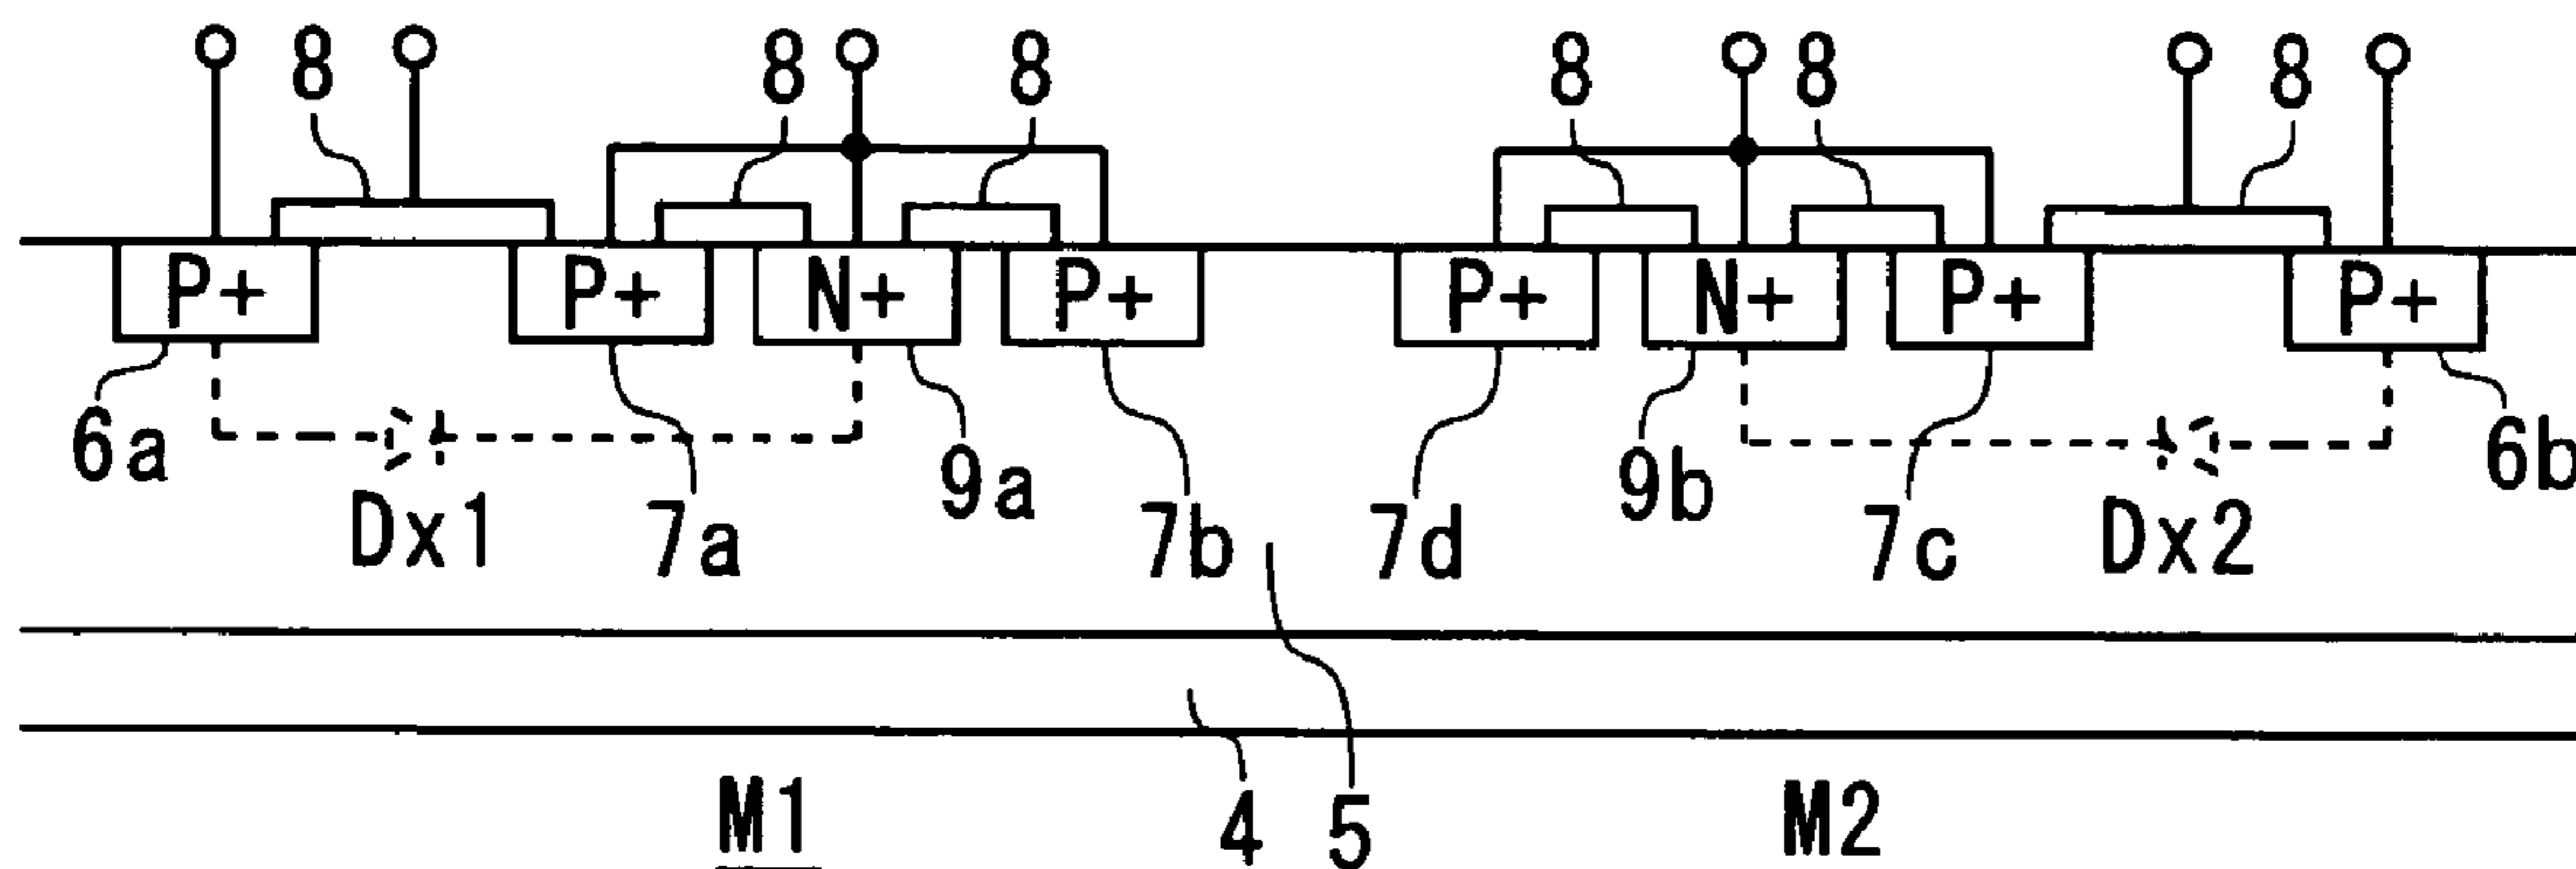 8 8 8 8 8 8
P+ P+ N+ P+ P+ N+ P+ P+
6a 9a 9b 6b
Dx1 7a 7b 7d 7c Dx2
M1 4 5 M2